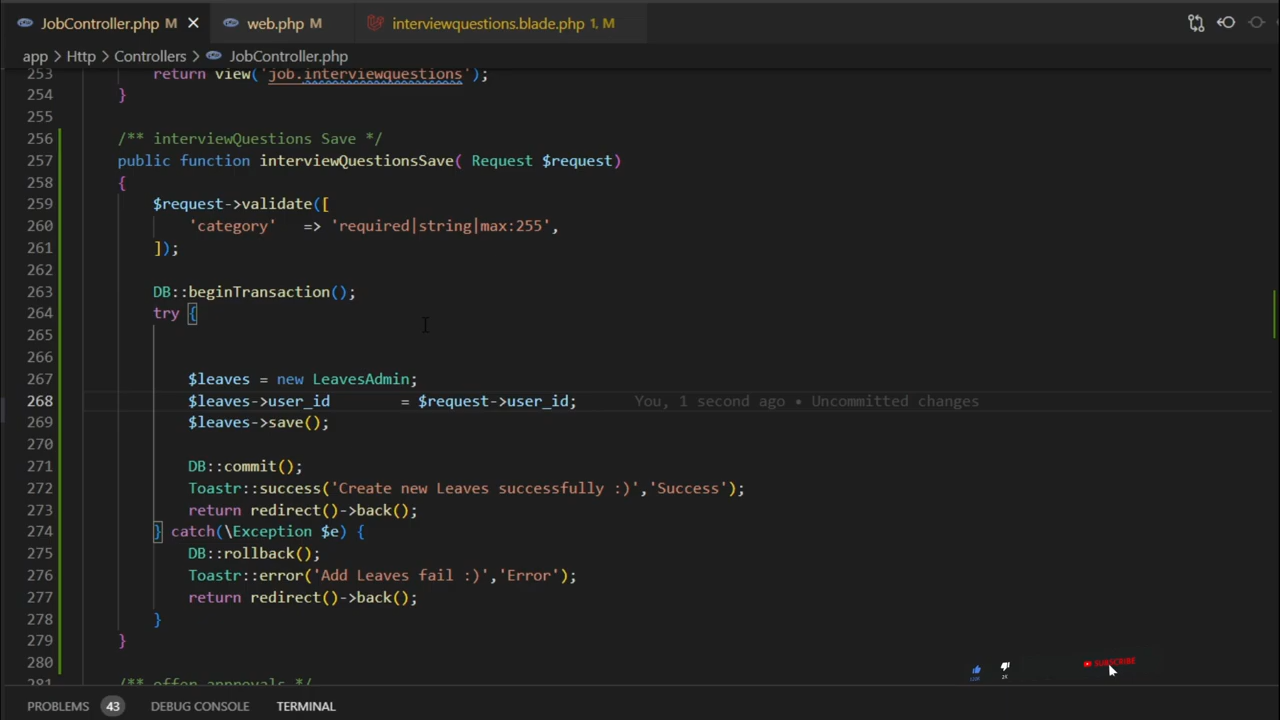 JobController.php M
web.php M
interviewquestions.blade.php 1, M
app > Http > Controllers > JobController.php
253 return view('job.interviewquestions');
254 }
255
256 /** interviewQuestions Save */
257 public function interviewQuestionsSave( Request $request)
258 {
259 $request->validate([
260 'category' => 'required|string|max:255',
261 ]);
262
263 DB::beginTransaction();
264 try {
265
266
267 $leaves = new LeavesAdmin;
268 $leaves->user_id = $request->user_id; You, 1 second ago • Uncommitted changes
269 $leaves->save();
270
271 DB::commit();
272 Toastr::success('Create new Leaves successfully :)','Success');
273 return redirect()->back();
274 } catch(\Exception $e) {
275 DB::rollback();
276 Toastr::error('Add Leaves fail :)','Error');
277 return redirect()->back();
278 }
279 }
280
281 /** offer approvals */
SUBSCRIBE
PROBLEMS 43 DEBUG CONSOLE TERMINAL